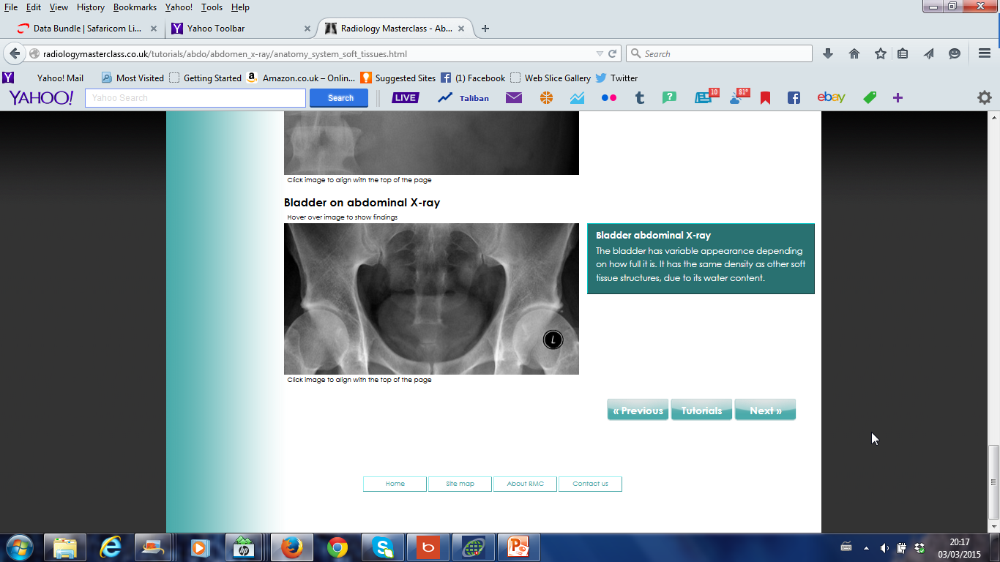 File Edit View History Bookmarks Yahoo! Tools Help
Data Bundle | Safaricom Li...
Yahoo Toolbar
Radiology Masterclass - Ab...
radiologymasterclass.co.uk/tutorials/abdo/abdomen_x-ray/anatomy_system_soft_tissues.html
Search
Yahoo! Mail Most Visited Getting Started Amazon.co.uk – Onlin... Suggested Sites (1) Facebook Web Slice Gallery Twitter
YAHOO! Yahoo Search Search LIVE Taliban 10 81° ebay
Click image to align with the top of the page
Bladder on abdominal X-ray
Hover over image to show findings
L
Click image to align with the top of the page
Bladder abdominal X-ray
The bladder has variable appearance depending
on how full it is. It has the same density as other soft
tissue structures, due to its water content.
« Previous Tutorials Next »
Home Site map About RMC Contact us
20:17
03/03/2015